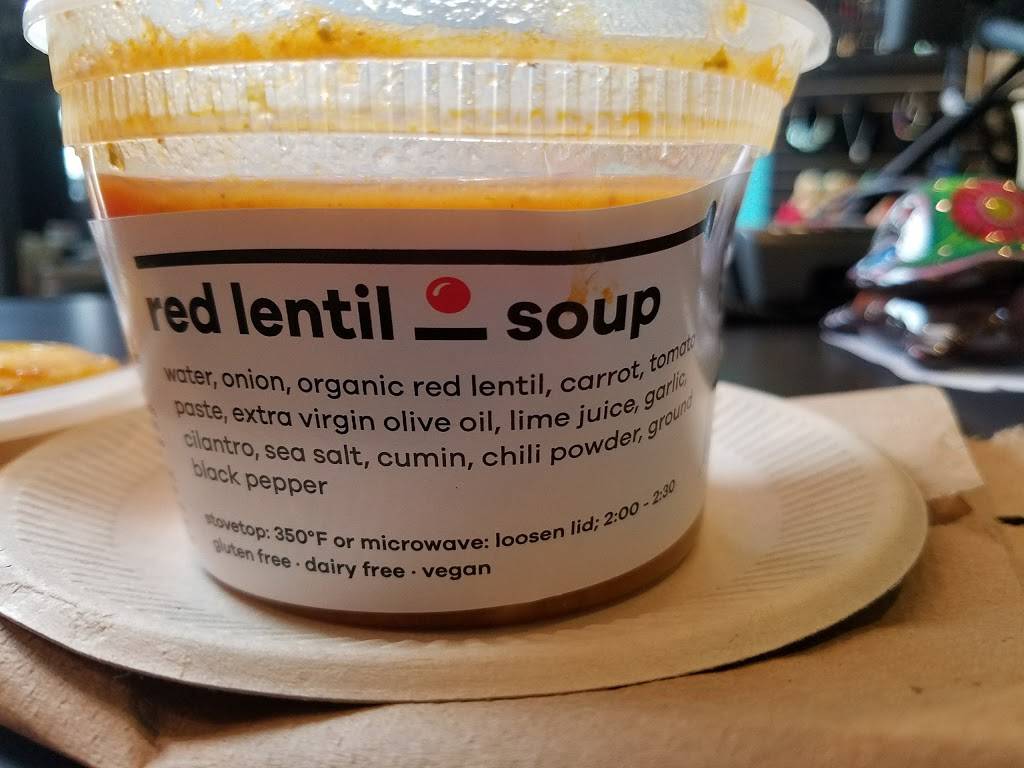 red lentil soup
water, onion, organic red lentil, carrot, tomato
paste, extra virgin olive oil, lime juice, garlic,
cilantro, sea salt, cumin, chili powder, ground
black pepper
stovetop: 350°F or microwave: loosen lid; 2:00 - 2:30
gluten free · dairy free · vegan